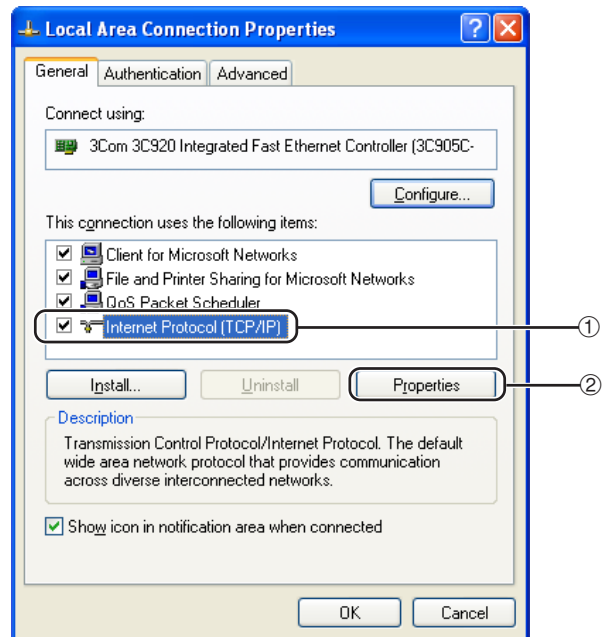 Local Area Connection Properties
General Authentication Advanced
Connect using:
3Com 3C920 Integrated Fast Ethernet Controller (3C905C-
Configure...
This connection uses the following items:
Client for Microsoft Networks
File and Printer Sharing for Microsoft Networks
QoS Packet Scheduler
Internet Protocol (TCP/IP)
①
Install... Uninstall Properties
②
Description
Transmission Control Protocol/Internet Protocol. The default
wide area network protocol that provides communication
across diverse interconnected networks.
Show icon in notification area when connected
OK Cancel